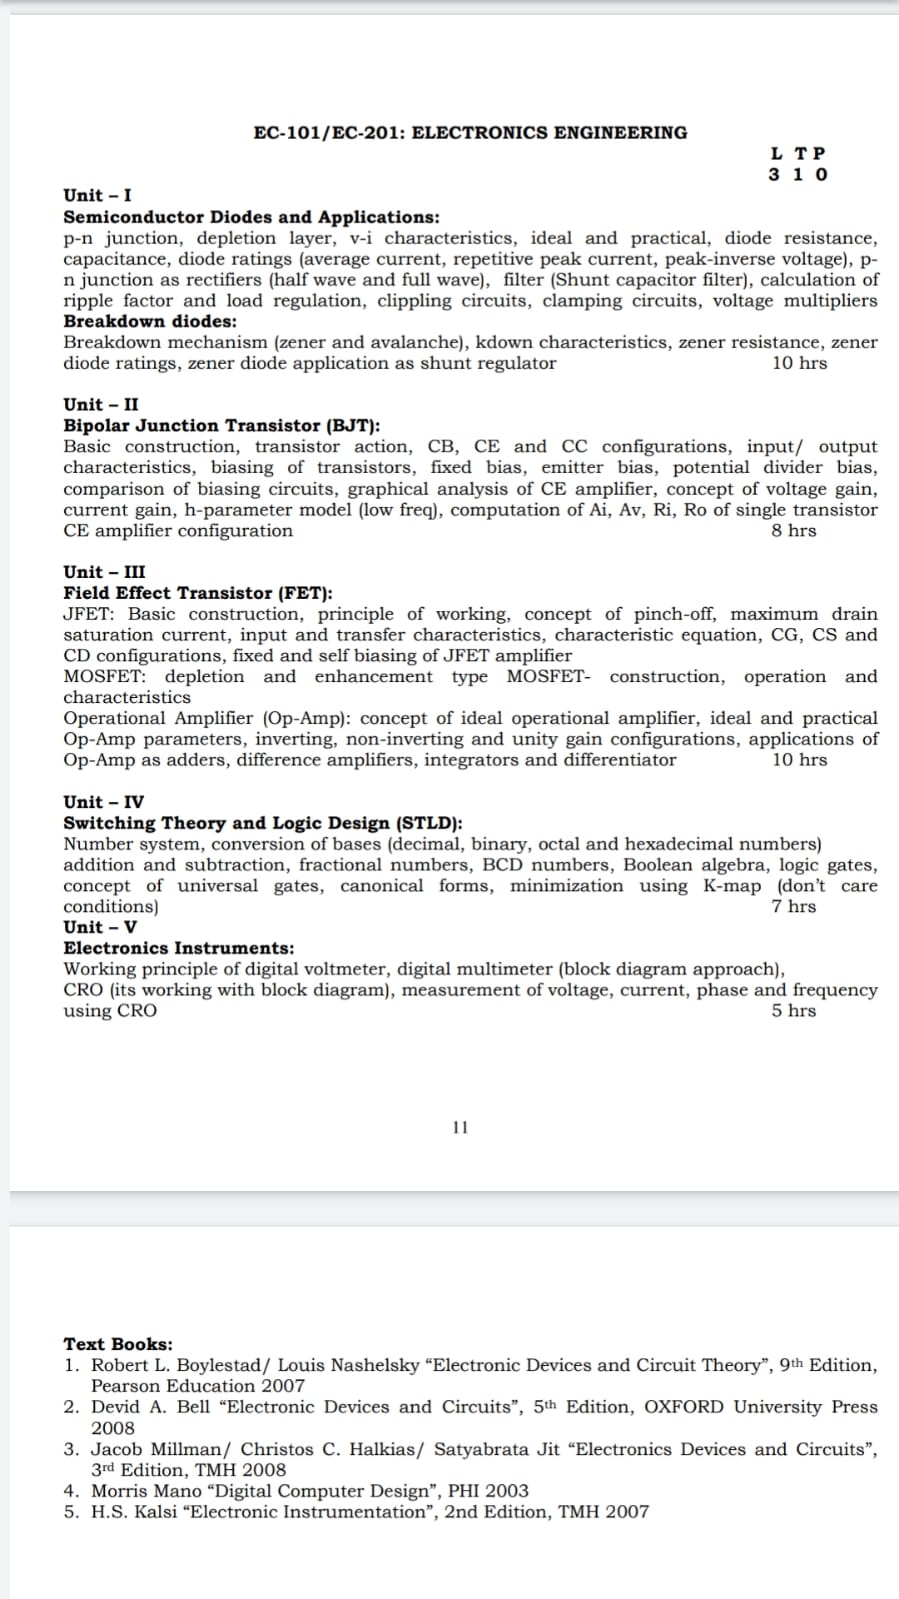 EC-101/EC-201: ELECTRONICS ENGINEERING
L T P
3 1 0
Unit – I
Semiconductor Diodes and Applications:
p-n junction, depletion layer, v-i characteristics, ideal and practical, diode resistance,
capacitance, diode ratings (average current, repetitive peak current, peak-inverse voltage), p-
n junction as rectifiers (half wave and full wave), filter (Shunt capacitor filter), calculation of
ripple factor and load regulation, clippling circuits, clamping circuits, voltage multipliers
Breakdown diodes:
Breakdown mechanism (zener and avalanche), kdown characteristics, zener resistance, zener
diode ratings, zener diode application as shunt regulator 10 hrs
Unit – II
Bipolar Junction Transistor (BJT):
Basic construction, transistor action, CB, CE and CC configurations, input/ output
characteristics, biasing of transistors, fixed bias, emitter bias, potential divider bias,
comparison of biasing circuits, graphical analysis of CE amplifier, concept of voltage gain,
current gain, h-parameter model (low freq), computation of Ai, Av, Ri, Ro of single transistor
CE amplifier configuration 8 hrs
Unit – III
Field Effect Transistor (FET):
JFET: Basic construction, principle of working, concept of pinch-off, maximum drain
saturation current, input and transfer characteristics, characteristic equation, CG, CS and
CD configurations, fixed and self biasing of JFET amplifier
MOSFET: depletion and enhancement type MOSFET- construction, operation and
characteristics
Operational Amplifier (Op-Amp): concept of ideal operational amplifier, ideal and practical
Op-Amp parameters, inverting, non-inverting and unity gain configurations, applications of
Op-Amp as adders, difference amplifiers, integrators and differentiator 10 hrs
Unit – IV
Switching Theory and Logic Design (STLD):
Number system, conversion of bases (decimal, binary, octal and hexadecimal numbers)
addition and subtraction, fractional numbers, BCD numbers, Boolean algebra, logic gates,
concept of universal gates, canonical forms, minimization using K-map (don't care
conditions) 7 hrs
Unit – V
Electronics Instruments:
Working principle of digital voltmeter, digital multimeter (block diagram approach),
CRO (its working with block diagram), measurement of voltage, current, phase and frequency
using CRO 5 hrs
11
Text Books:
1. Robert L. Boylestad/ Louis Nashelsky “Electronic Devices and Circuit Theory”, 9th Edition,
Pearson Education 2007
2. Devid A. Bell “Electronic Devices and Circuits”, 5th Edition, OXFORD University Press
2008
3. Jacob Millman/ Christos C. Halkias/ Satyabrata Jit “Electronics Devices and Circuits”,
3rd Edition, TMH 2008
4. Morris Mano “Digital Computer Design”, PHI 2003
5. H.S. Kalsi “Electronic Instrumentation”, 2nd Edition, TMH 2007